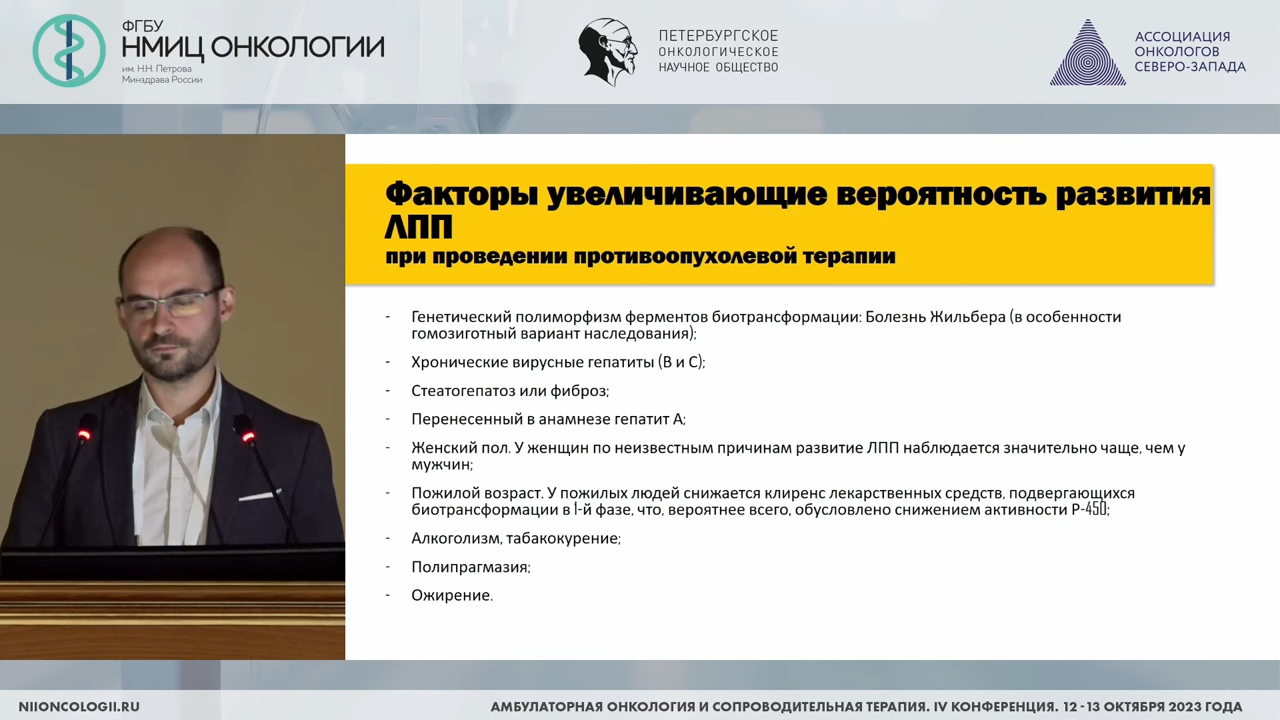 ФГБУ
НМИЦ ОНКОЛОГИИ
им. Н.Н. Петрова
Минздрава России
ПЕТЕРБУРГСКОЕ
ОНКОЛОГИЧЕСКОЕ
НАУЧНОЕ ОБЩЕСТВО
АССОЦИАЦИЯ
ОНКОЛОГОВ
СЕВЕРО-ЗАПАДА
Факторы увеличивающие вероятность развития
ЛПП
при проведении противоопухолевой терапии
- Генетический полиморфизм ферментов биотрансформации: Болезнь Жильбера (в особенности
гомозиготный вариант наследования);
- Хронические вирусные гепатиты (В и С);
- Стеатогепатоз или фиброз;
- Перенесенный в анамнезе гепатит А;
- Женский пол. У женщин по неизвестным причинам развитие ЛПП наблюдается значительно чаще, чем у
мужчин;
- Пожилой возраст. У пожилых людей снижается клиренс лекарственных средств, подвергающихся
биотрансформации в 1-й фазе, что, вероятнее всего, обусловлено снижением активности Р-450;
- Алкоголизм, табакокурение;
- Полипрагмазия;
- Ожирение.
NIIONCOLOGII.RU
АМБУЛАТОРНАЯ ОНКОЛОГИЯ И СОПРОВОДИТЕЛЬНАЯ ТЕРАПИЯ. IV КОНФЕРЕНЦИЯ. 12 -13 ОКТЯБРЯ 2023 ГОДА